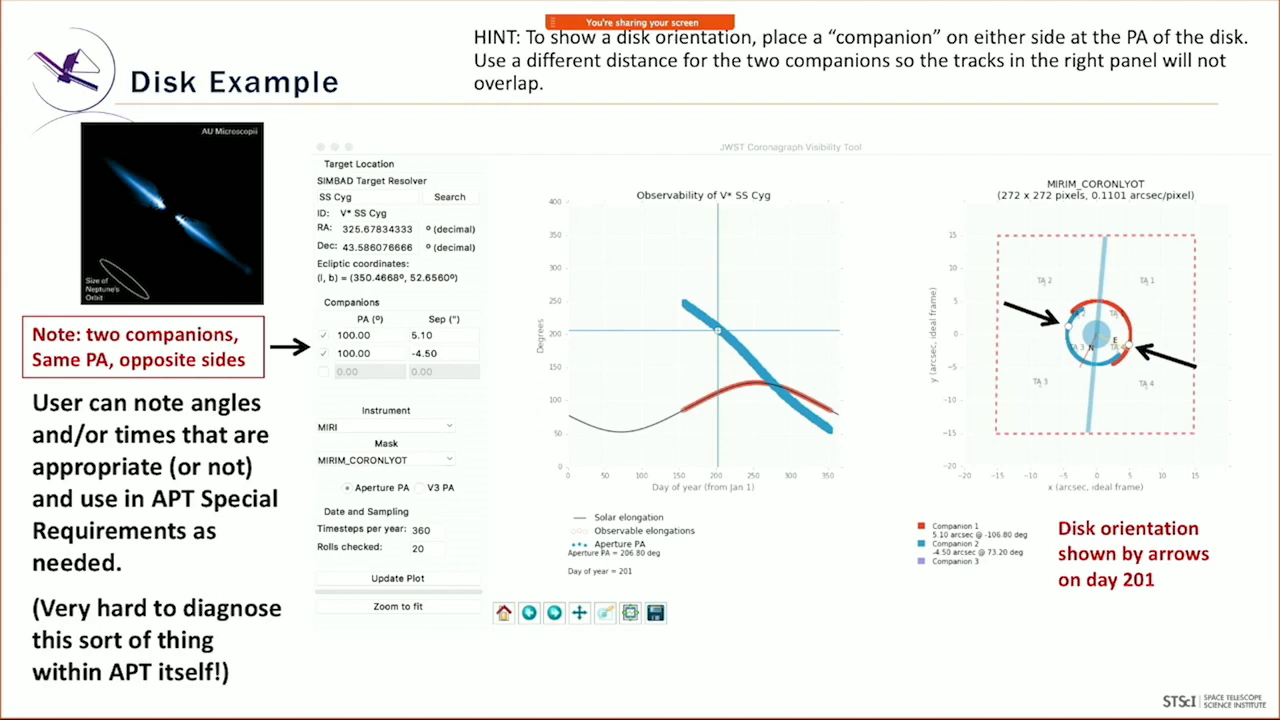 You're sharing your screen
HINT: To show a disk orientation, place a “companion” on either side at the PA of the disk.
Use a different distance for the two companions so the tracks in the right panel will not
overlap.
Disk Example
AU Microscopii
Size of
Neptune's
Orbit
Note: two companions,
Same PA, opposite sides
User can note angles
and/or times that are
appropriate (or not)
and use in APT Special
Requirements as
needed.
(Very hard to diagnose
this sort of thing
within APT itself!)
JWST Coronagraph Visibility Tool
Target Location
SIMBAD Target Resolver
SS Cyg Search
ID: V* SS Cyg
RA: 325.67834333 º (decimal)
Dec: 43.586076666 º (decimal)
Ecliptic coordinates:
(l, b) = (350.4668º, 52.6560º)
Companions
PA (º) Sep (")
100.00 5.10
100.00 -4.50
0.00 0.00
Instrument
MIRI
Mask
MIRIM_CORONLYOT
Aperture PA V3 PA
Date and Sampling
Timesteps per year: 360
Rolls checked: 20
Update Plot
Zoom to fit
Observability of V* SS Cyg
400
350
300
250
200
150
100
50
0
Degrees
0 50 100 150 200 250 300 350
Day of year (from Jan 1)
Solar elongation
Observable elongations
Aperture PA
Aperture PA = 206.80 deg
Day of year = 201
MIRIM_CORONLYOT
(272 x 272 pixels, 0.1101 arcsec/pixel)
15
10
5
0
−5
−10
−15
−20
y (arcsec, ideal frame)
TA 2 TA 1
2
N E
TA 3 TA 4
2
−20 −15 −10 −5 0 5 10 15
x (arcsec, ideal frame)
Companion 1
5.10 arcsec @ -106.80 deg
Companion 2
-4.50 arcsec @ 73.20 deg
Companion 3
Disk orientation
shown by arrows
on day 201
STScI | SPACE TELESCOPE
SCIENCE INSTITUTE